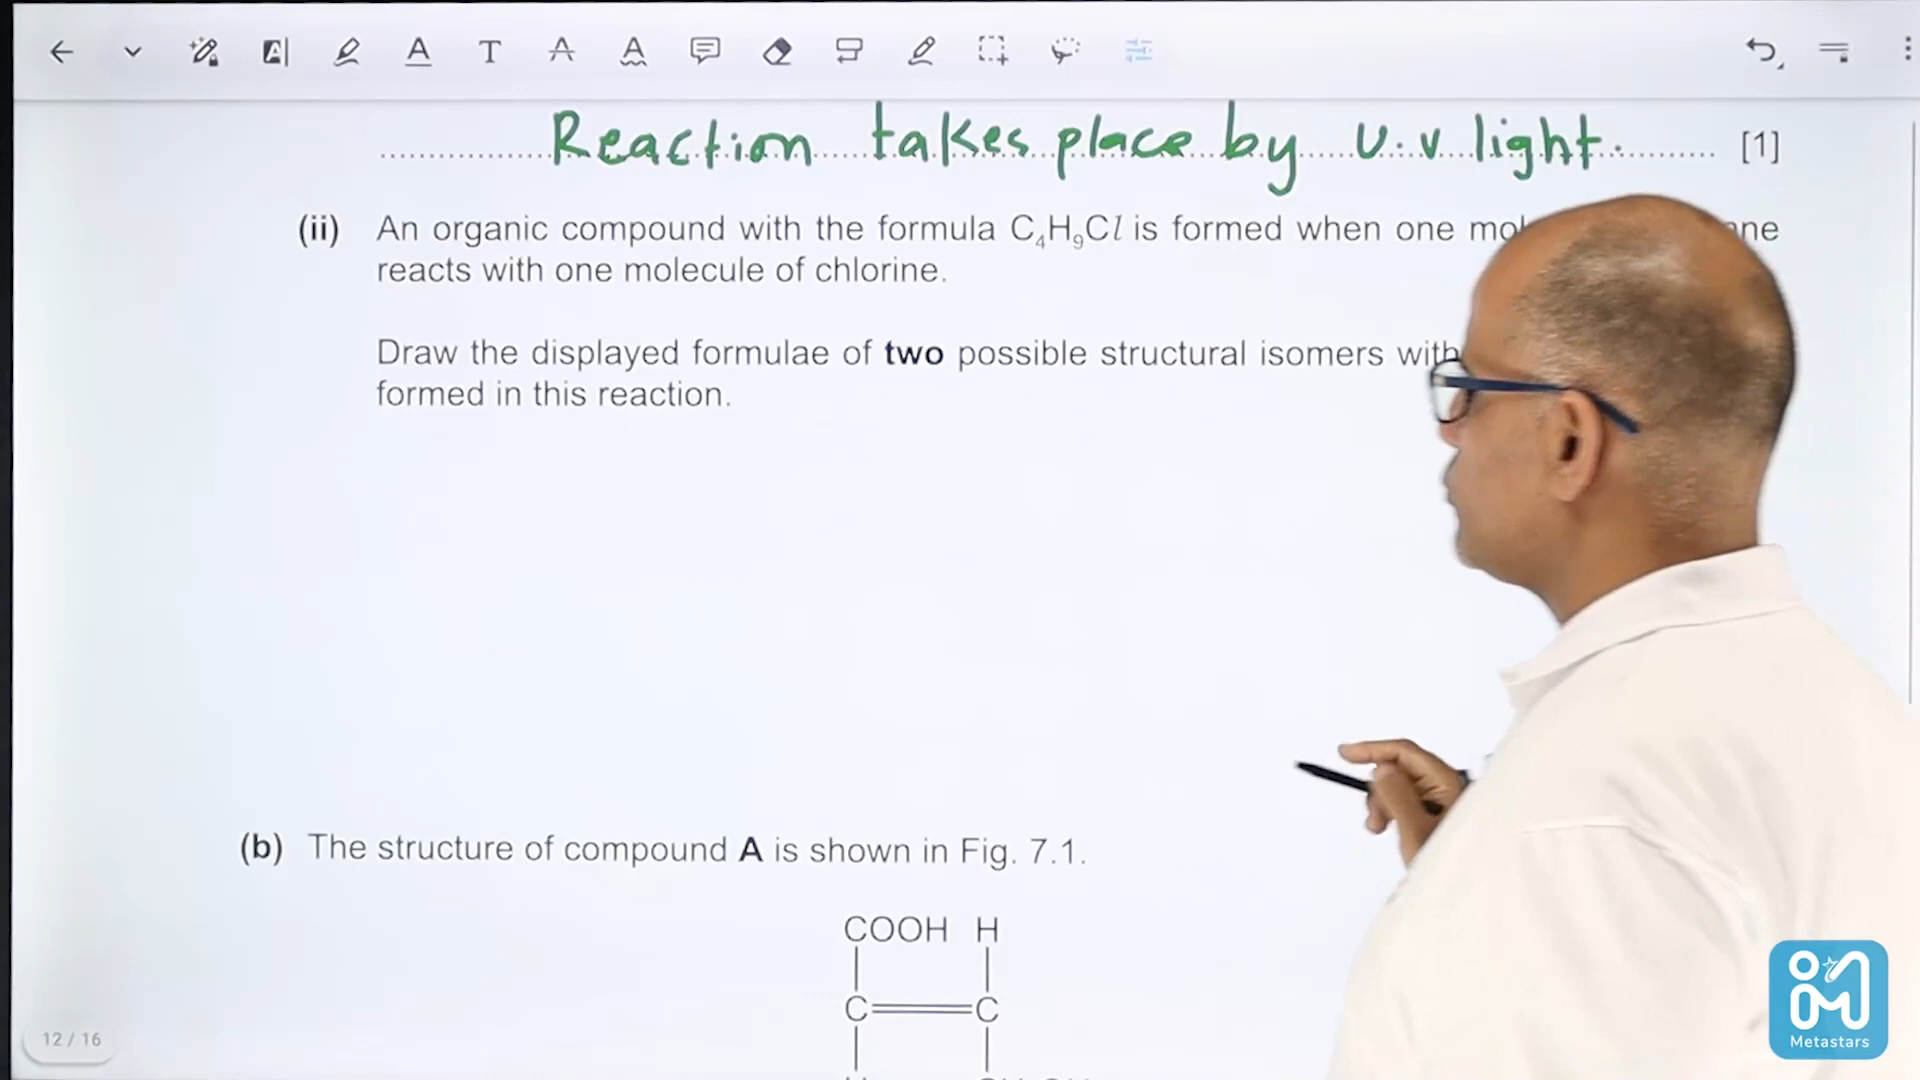 Reaction takes place by U.V light. [1]
(ii) An organic compound with the formula C₄H₉Cl is formed when one
reacts with one molecule of chlorine.
Draw the displayed formulae of two possible structural isomers with
formed in this reaction.
(b) The structure of compound A is shown in Fig. 7.1.
COOH H
C C
12 / 16
Metastars